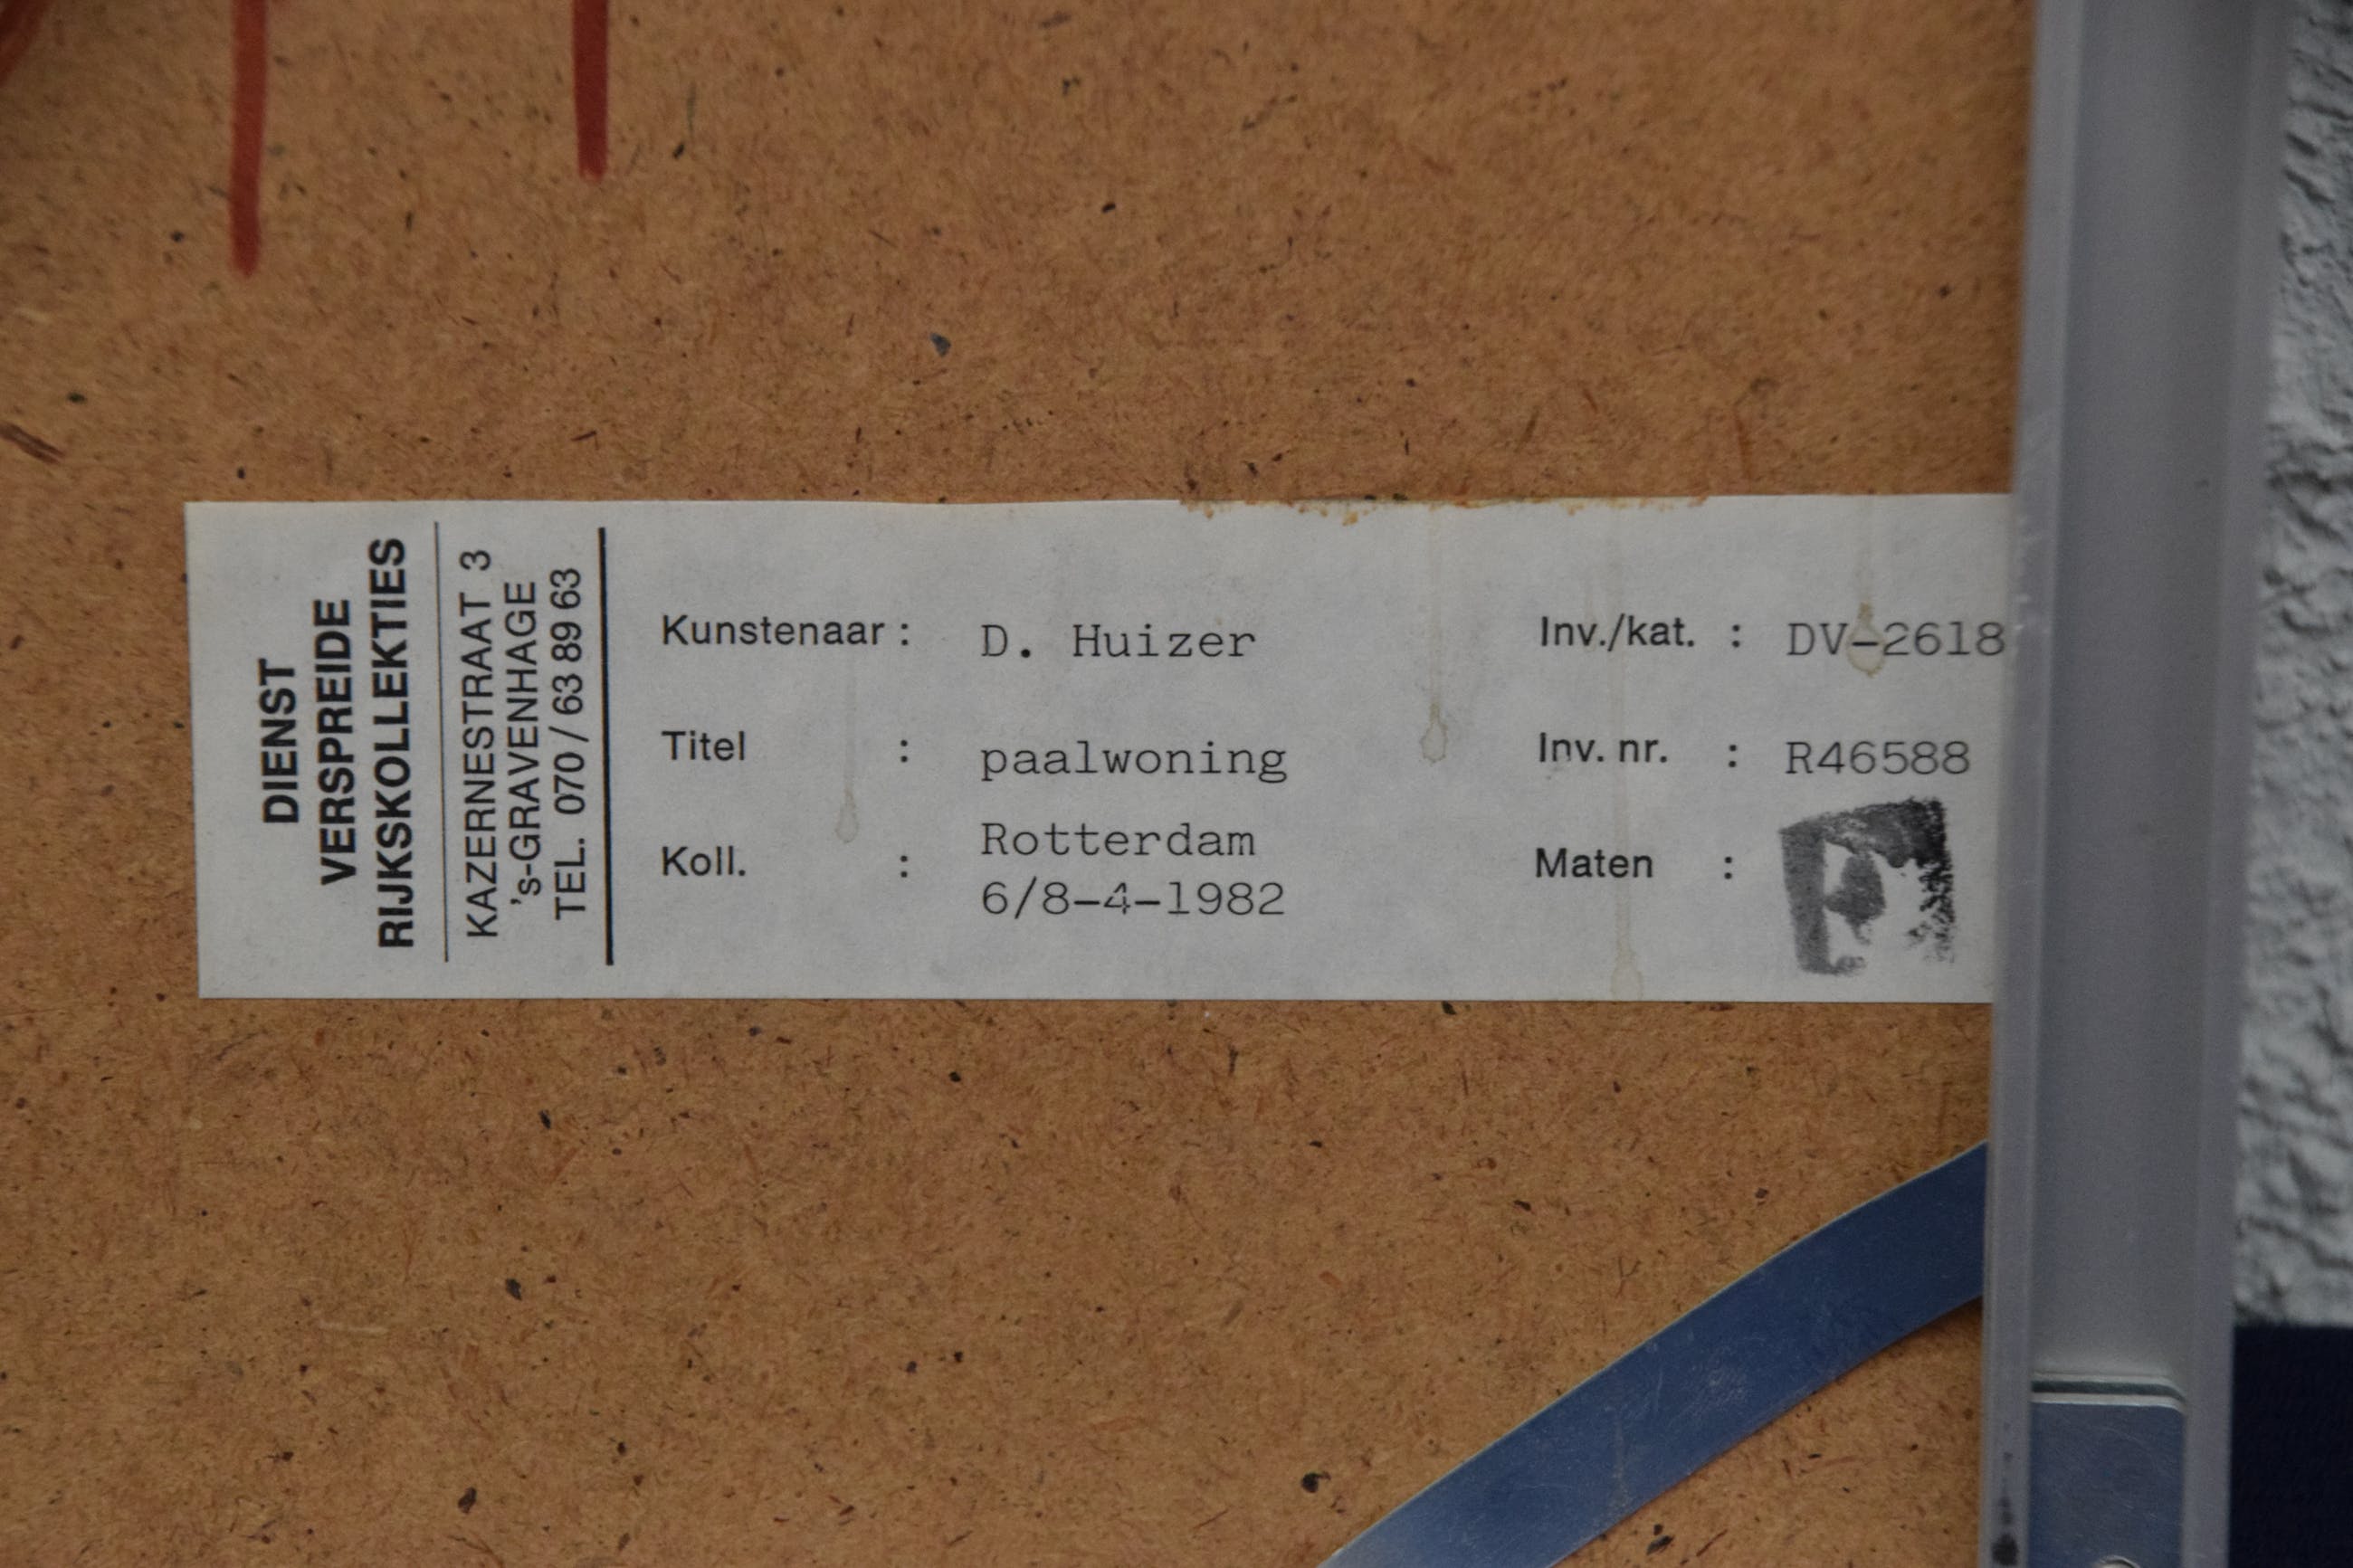 DIENST
VERSPREIDE
RIJKSKOLLEKTIES
KAZERNESTRAAT 3
's-GRAVENHAGE
TEL. 070 / 63 89 63
Kunstenaar : D. Huizer
Titel : paalwoning
Koll. : Rotterdam
6/8-4-1982
Inv./kat. : DV-2618
Inv. nr. : R46588
Maten :